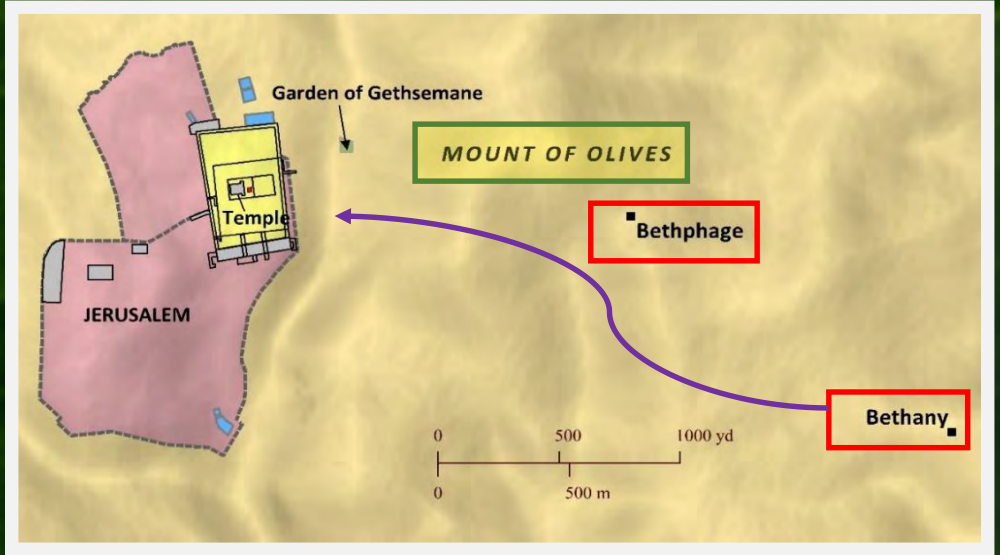 Garden of Gethsemane
MOUNT OF OLIVES
Temple
Bethphage
JERUSALEM
Bethany
0 500 1000 yd
0 500 m